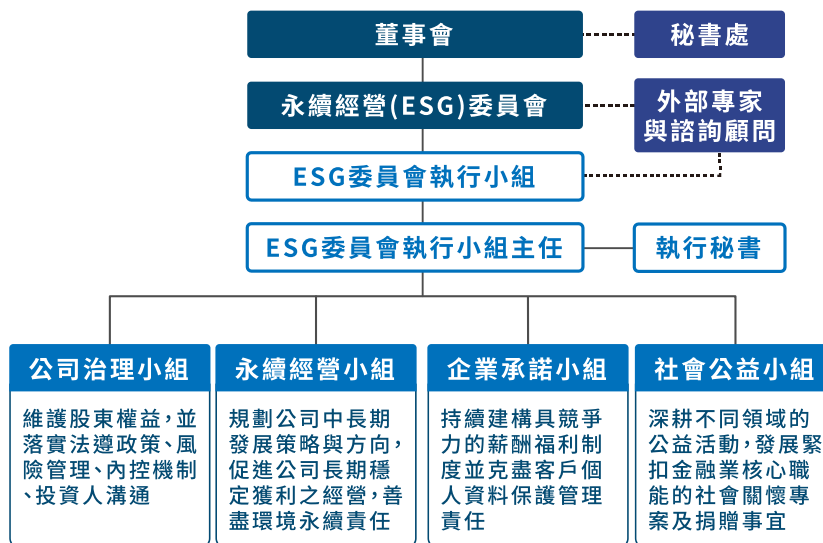 董事會
秘書處
永續經營(ESG)委員會
外部專家
與諮詢顧問
ESG委員會執行小組
ESG委員會執行小組主任
執行秘書
公司治理小組
維護股東權益,並
落實法遵政策、風
險管理、內控機制
、投資人溝通
永續經營小組
規劃公司中長期
發展策略與方向,
促進公司長期穩
定獲利之經營,善
盡環境永續責任
企業承諾小組
持續建構具競爭
力的薪酬福利制
度並克盡客戶個
人資料保護管理
責任
社會公益小組
深耕不同領域的
公益活動,發展緊
扣金融業核心職
能的社會關懷專
案及捐贈事宜